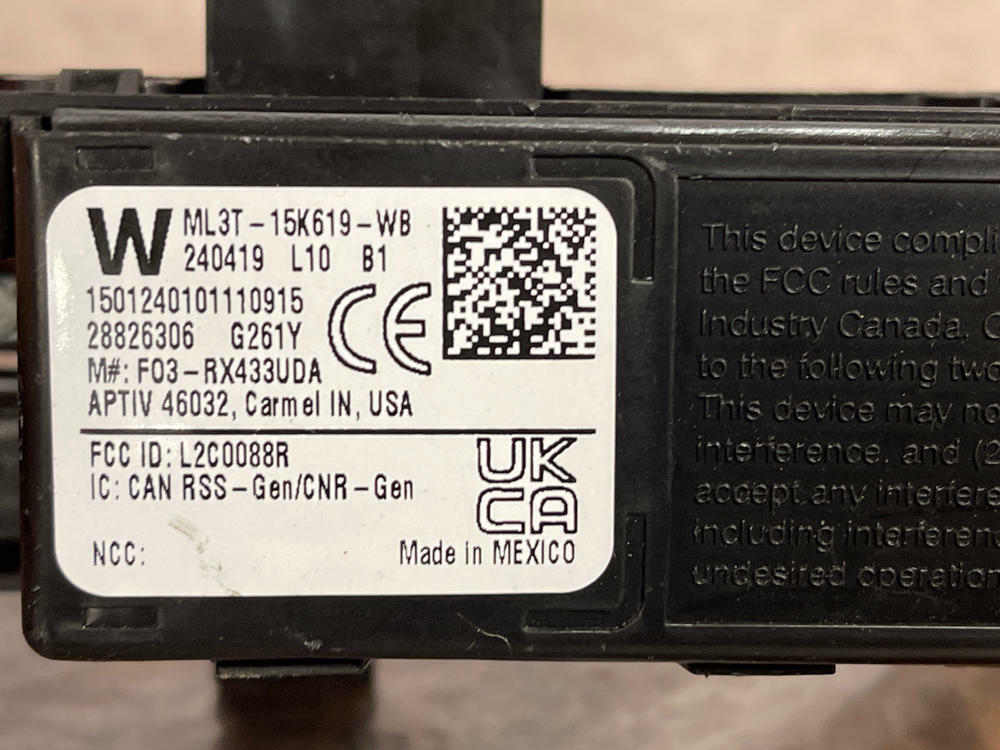 W ML3T-15K619-WB
240419 L10 B1
1501240101110915
28826306 G261Y
CE
M#: F03-RX433UDA
APTIV 46032, Carmel IN, USA
FCC ID: L2C0088R
IC: CAN RSS-Gen/CNR-Gen
UK
CA
NCC:
Made in MEXICO
This device compli
the FCC rules and
Industry Canada.
to the following two
This device may no
interference, and (2
accept any interfere
including interferen
undesired operation